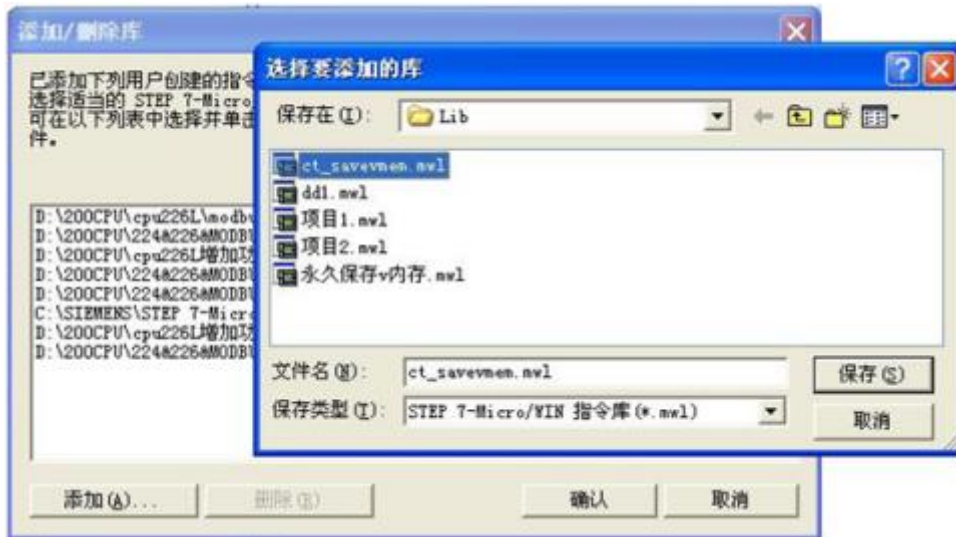 添加/删除库
已添加下列用户创建的指令
选择适当的 STEP 7-Micro
可在以下列表中选择并单击
件。
D:\200CPU\cpu226L\modbu
D:\200CPU\224&226&MODBU
D:\200CPU\cpu226L增加功
D:\200CPU\224&226&MODBU
D:\200CPU\224&226&MODBU
C:\SIEMENS\STEP 7-Micro
D:\200CPU\cpu226L增加功
D:\200CPU\224&226&MODBU
添加(A)...
删除(R)
确认
取消
选择要添加的库
保存在(I):
Lib
ct_savevmem.mwl
dd1.mwl
项目1.mwl
项目2.mwl
永久保存v内存.mwl
文件名(N):
ct_savevmem.mwl
保存(S)
保存类型(T):
STEP 7-Micro/WIN 指令库(*.mwl)
取消